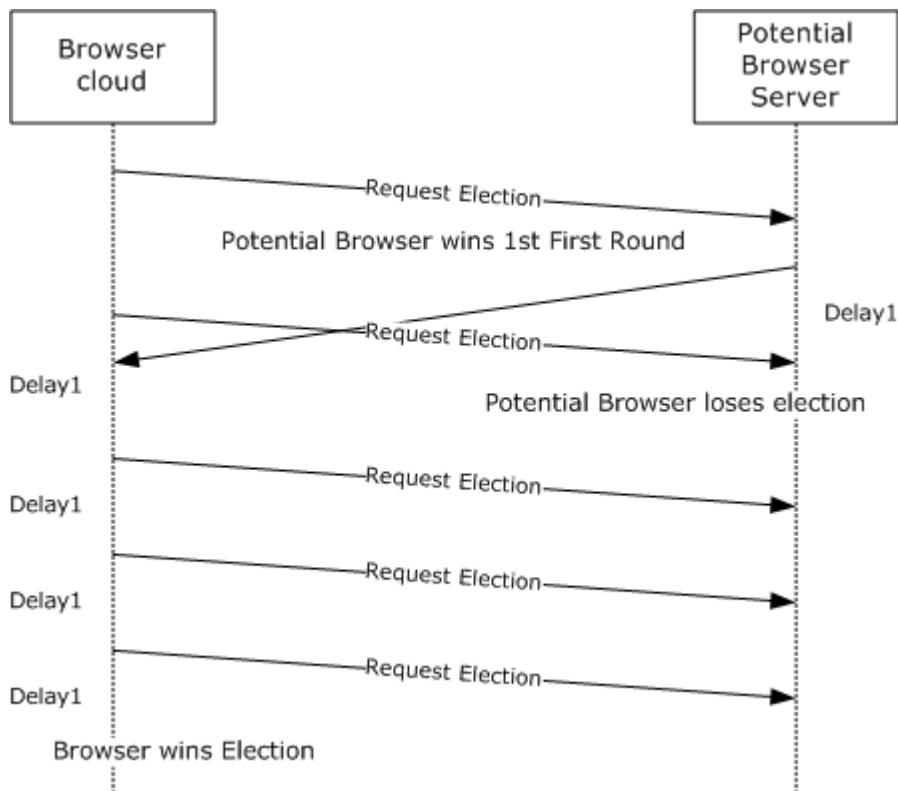 Browser
cloud
Potential
Browser
Server
Request Election
Potential Browser wins 1st First Round
Delay1
Request Election
Delay1
Potential Browser loses election
Request Election
Delay1
Request Election
Delay1
Request Election
Delay1
Browser wins Election